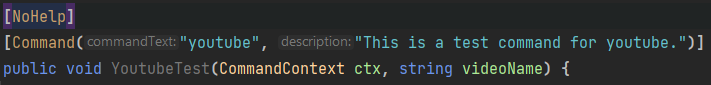 [NoHelp]
[Command(commandText:"youtube", description:"This is a test command for youtube.")]
public void YoutubeTest(CommandContext ctx, string videoName) {